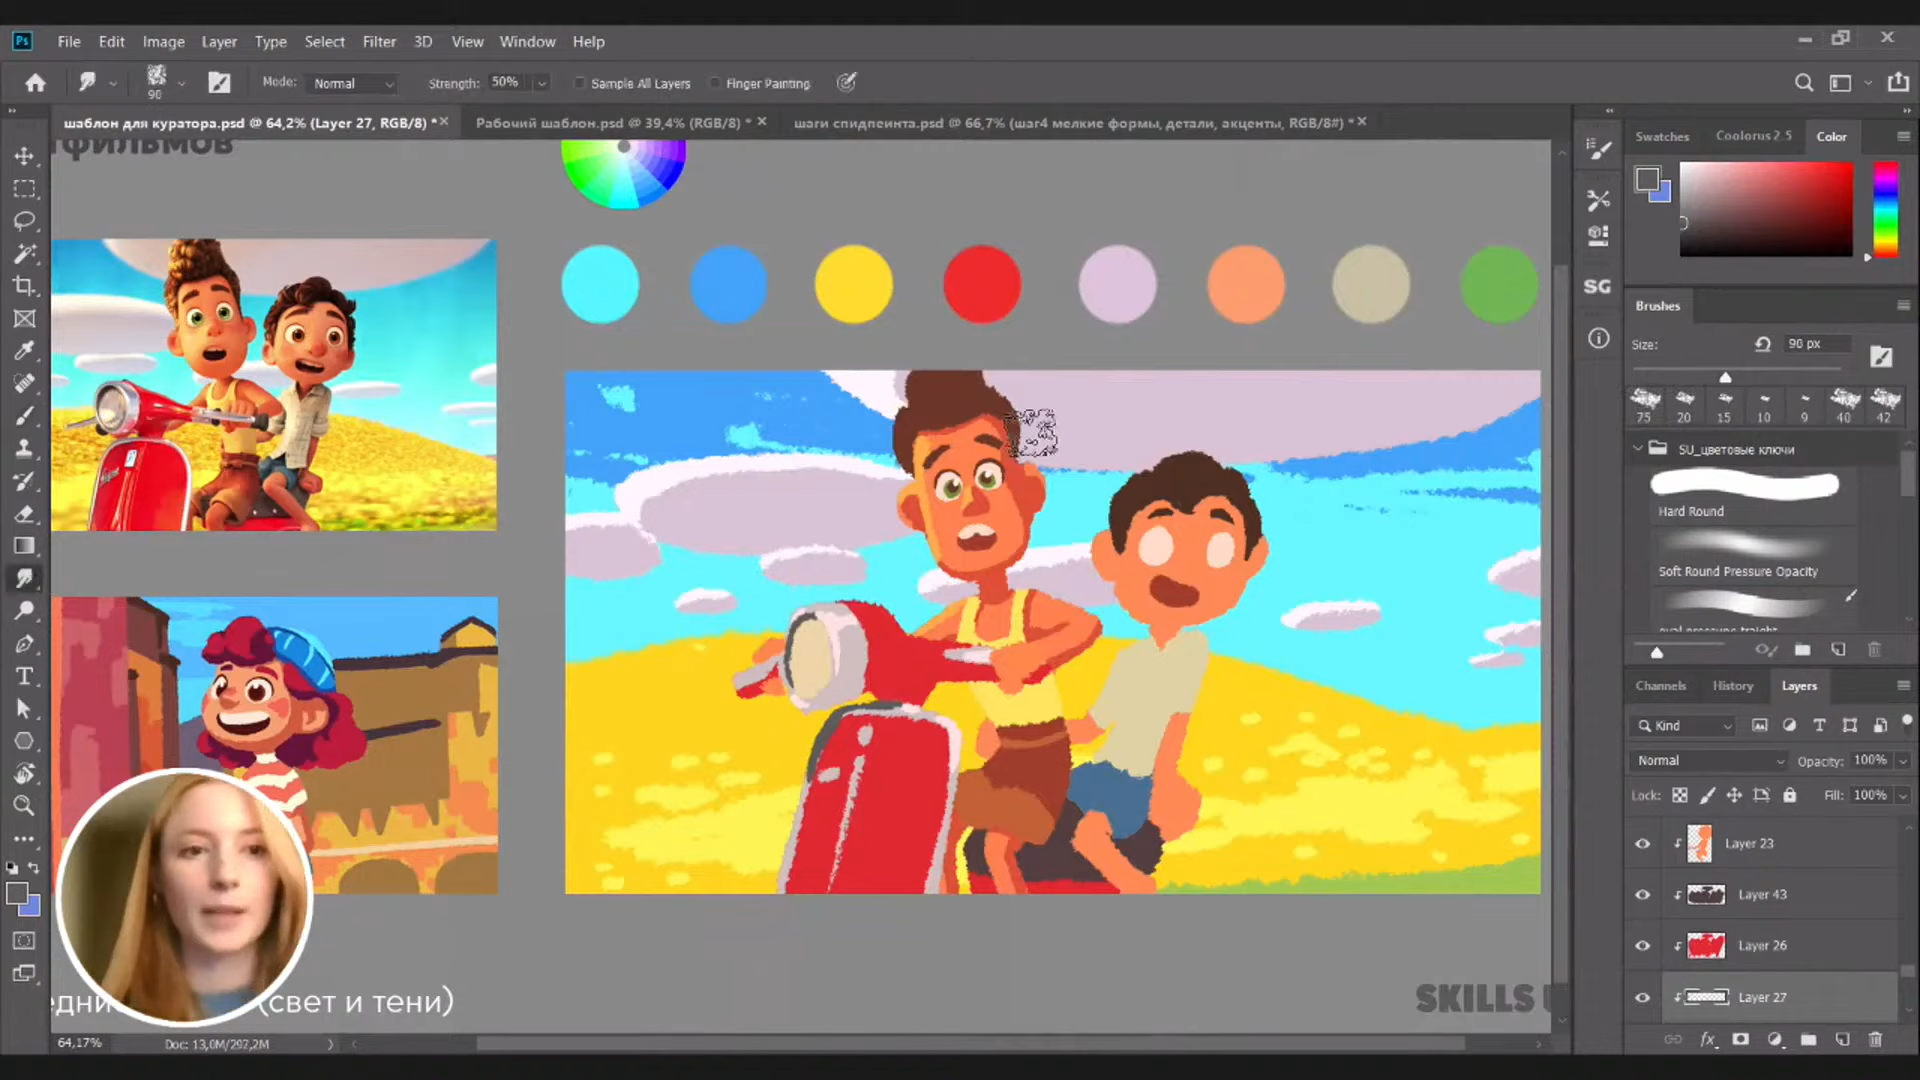 Ps File Edit Image Layer Type Select Filter 3D View Window Help
90 Mode: Normal Strength: 50% Sample All Layers Finger Painting
шаблон для куратора.psd @ 64,2% (Layer 27, RGB/8) * Рабочий шаблон.psd @ 39,4% (RGB/8) * шаги спидпеинта.psd @ 66,7% (шаг4 мелкие формы, детали, акценты, RGB/8#) *
тфильмов
Swatches Coolorus 2.5 Color
SG
Brushes
Size: 90 px
75 20 15 10 9 40 42
SU_цветовые ключи
Hard Round
Soft Round Pressure Opacity
Channels History Layers
Kind
Normal Opacity: 100%
Lock: Fill: 100%
Layer 23
Layer 43
Layer 26
Layer 27
(свет и тени)
SKILLS
64,17% Doc: 13,0M/297,2M
fx